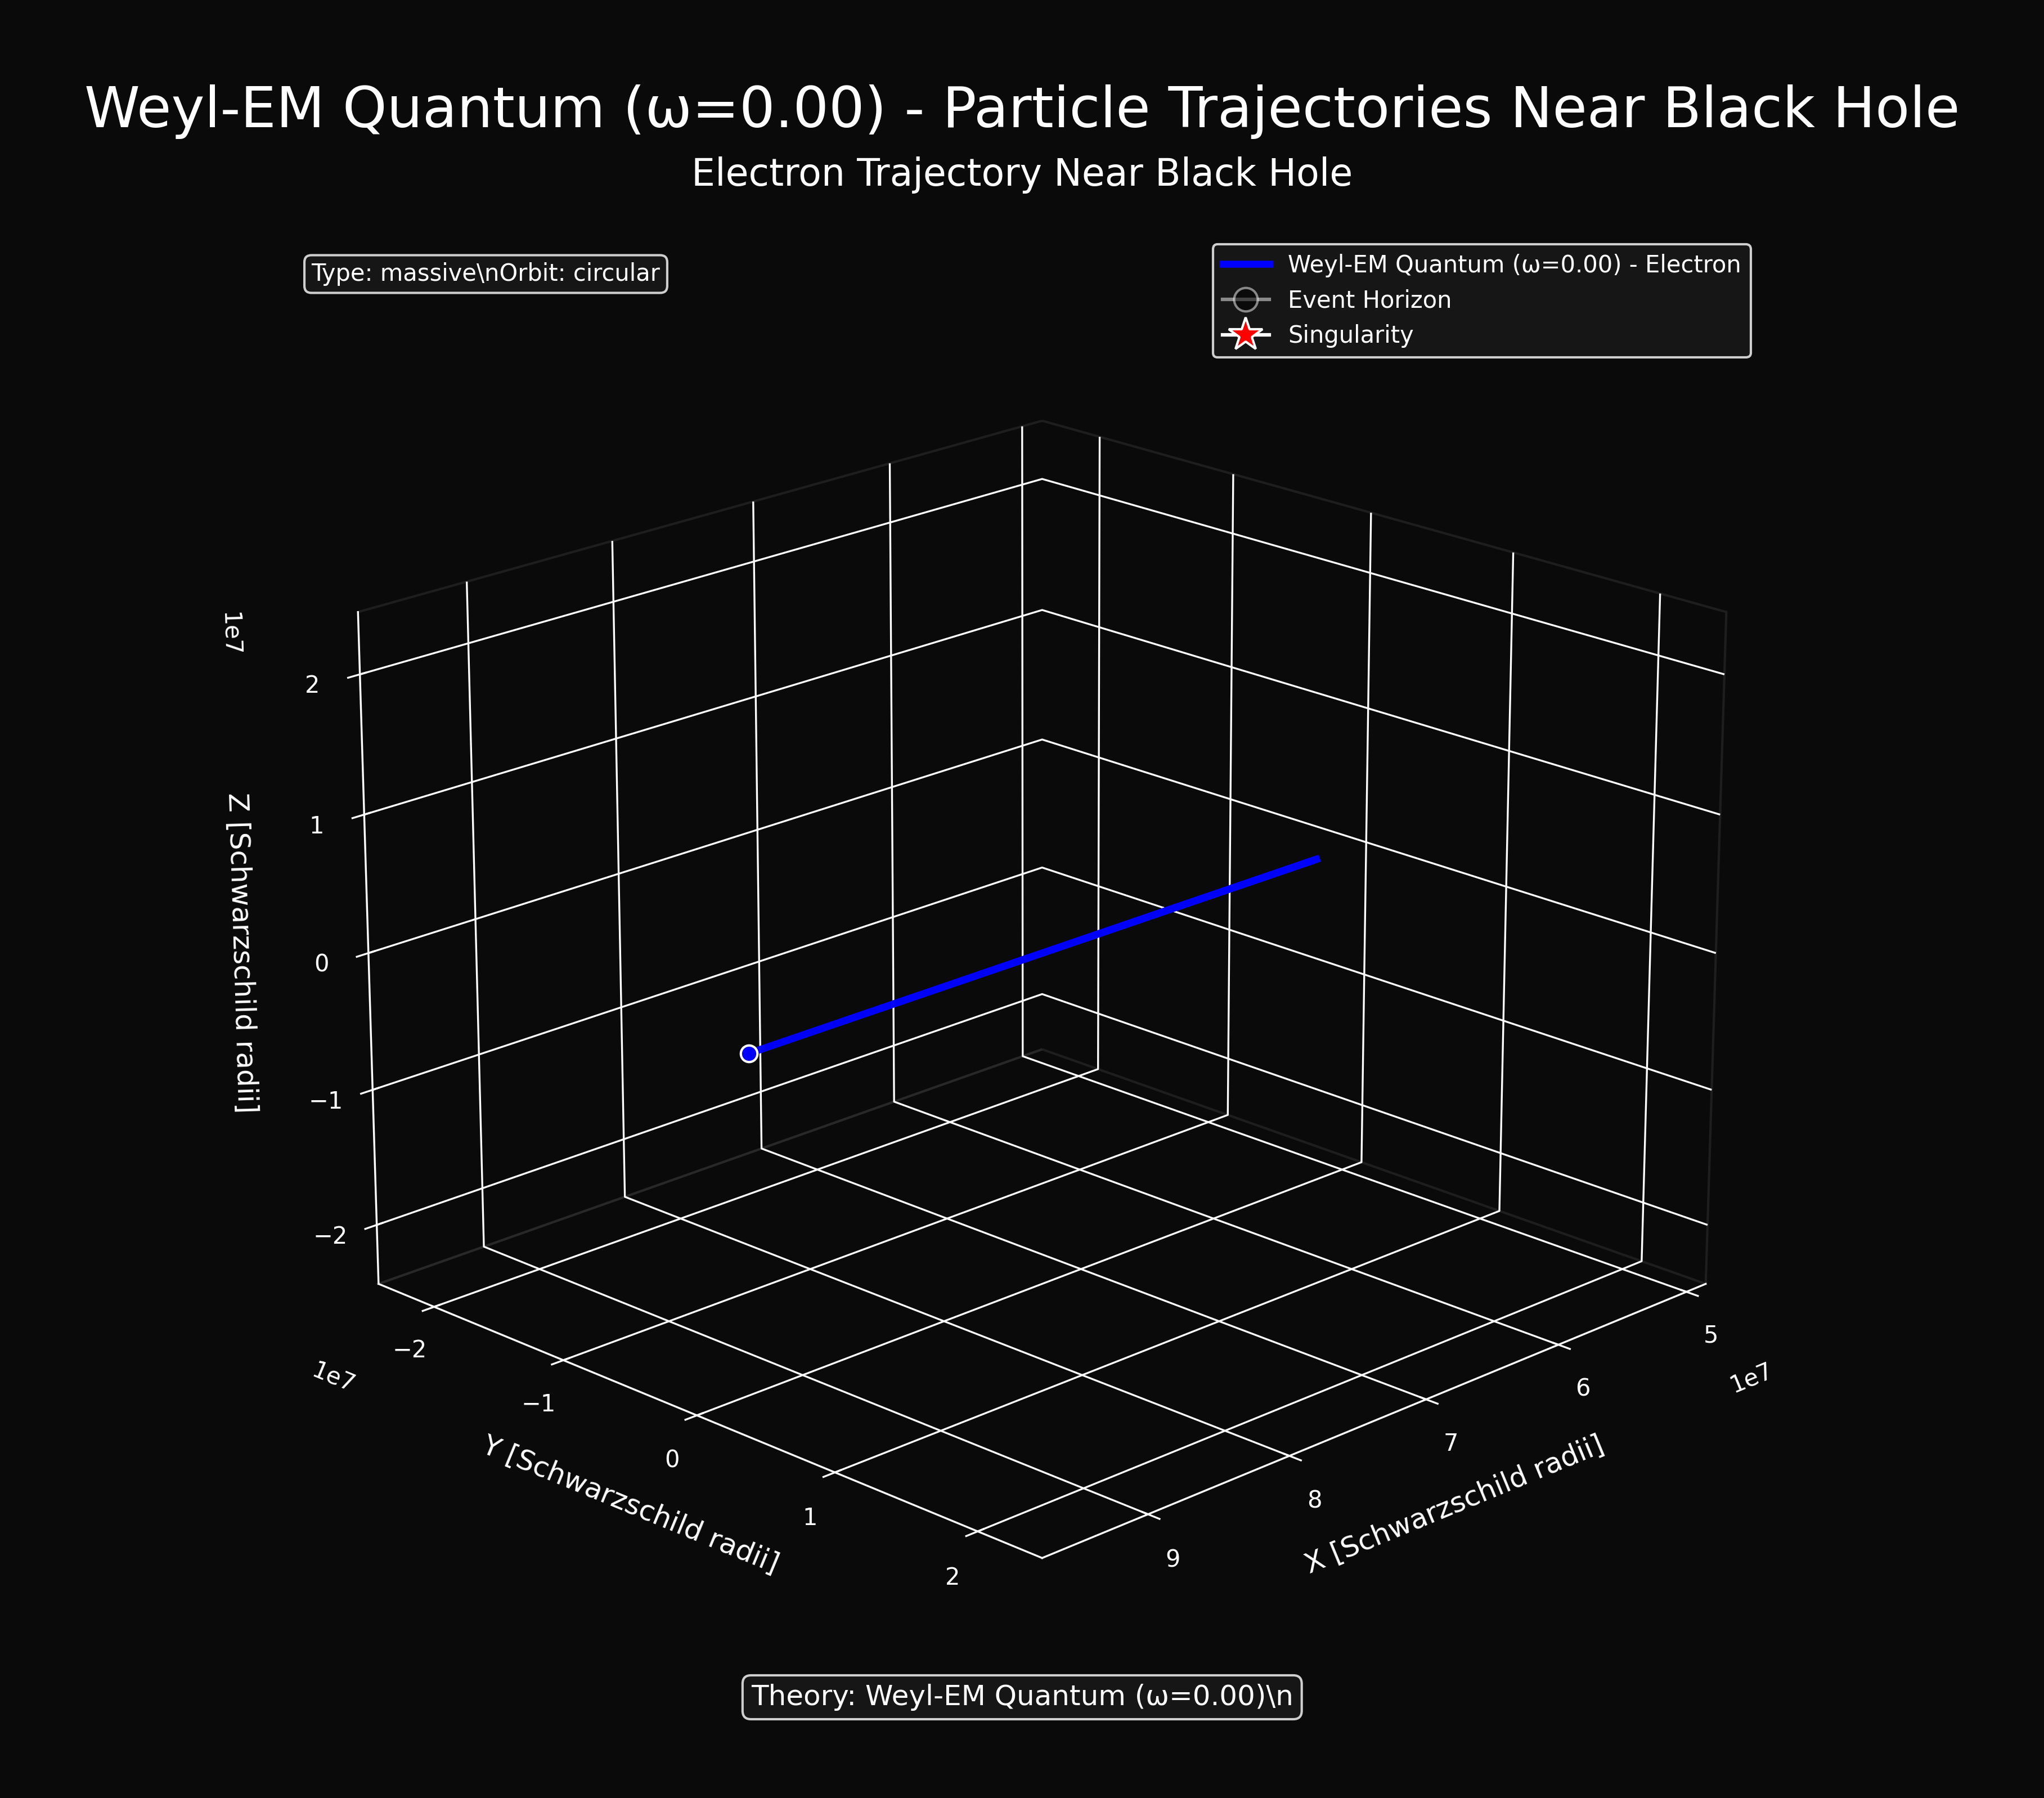 Weyl-EM Quantum (ω=0.00) - Particle Trajectories Near Black Hole
Electron Trajectory Near Black Hole
Type: massive\nOrbit: circular
Weyl-EM Quantum (ω=0.00) - Electron
Event Horizon
Singularity
1e7
2
1
0
−1
−2
Z [Schwarzschild radii]
−2
−1
0
1
2
1e7
Y [Schwarzschild radii]
5
6
7
8
9
1e7
X [Schwarzschild radii]
Theory: Weyl-EM Quantum (ω=0.00)\n